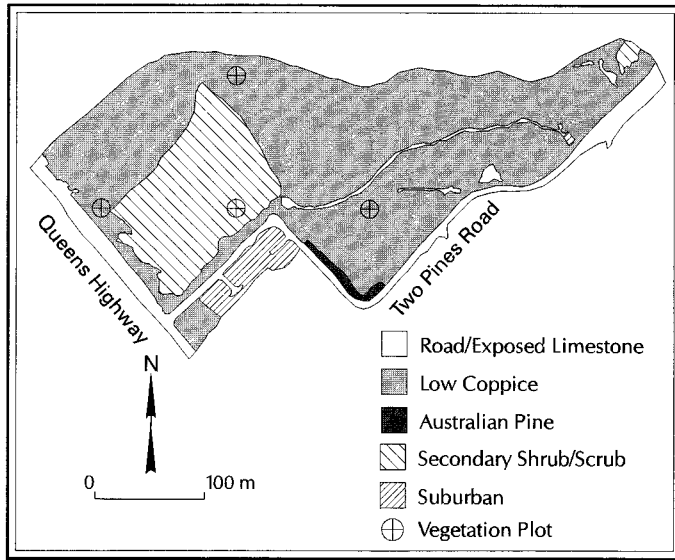 Queens Highway
Two Pines Road
N
0 100 m
Road/Exposed Limestone
Low Coppice
Australian Pine
Secondary Shrub/Scrub
Suburban
Vegetation Plot